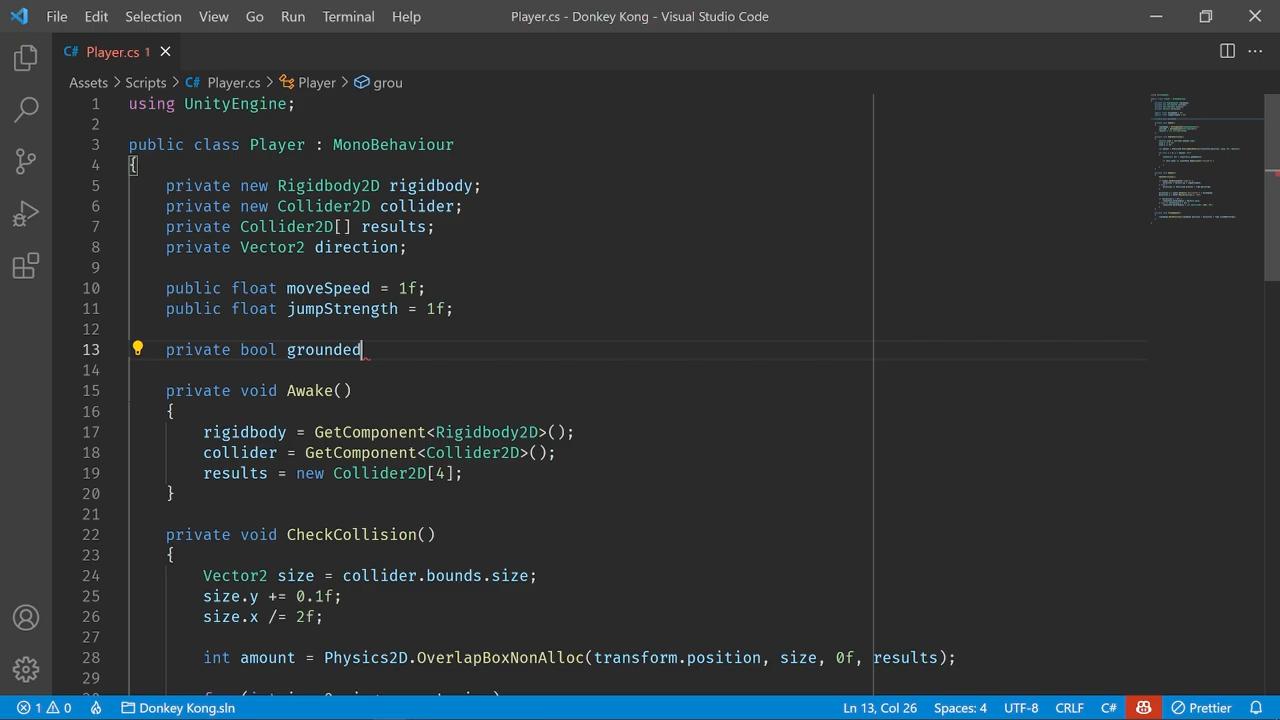 File Edit Selection View Go Run Terminal Help Player.cs - Donkey Kong - Visual Studio Code
C# Player.cs 1
Assets > Scripts > C# Player.cs > Player > grou
1 using UnityEngine;
2
3 public class Player : MonoBehaviour
4 {
5 private new Rigidbody2D rigidbody;
6 private new Collider2D collider;
7 private Collider2D[] results;
8 private Vector2 direction;
9
10 public float moveSpeed = 1f;
11 public float jumpStrength = 1f;
12
13 private bool grounded
14
15 private void Awake()
16 {
17 rigidbody = GetComponent<Rigidbody2D>();
18 collider = GetComponent<Collider2D>();
19 results = new Collider2D[4];
20 }
21
22 private void CheckCollision()
23 {
24 Vector2 size = collider.bounds.size;
25 size.y += 0.1f;
26 size.x /= 2f;
27
28 int amount = Physics2D.OverlapBoxNonAlloc(transform.position, size, 0f, results);
29
1 0 Donkey Kong.sln Ln 13, Col 26 Spaces: 4 UTF-8 CRLF C# Prettier